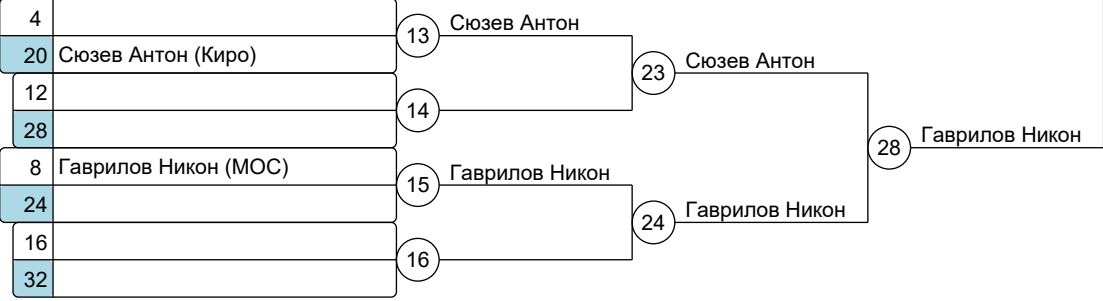 4
20 Сюзев Антон (Киро)
12
28
8 Гаврилов Никон (МОС)
24
16
32
13 Сюзев Антон
14
15 Гаврилов Никон
16
23 Сюзев Антон
24 Гаврилов Никон
28 Гаврилов Никон